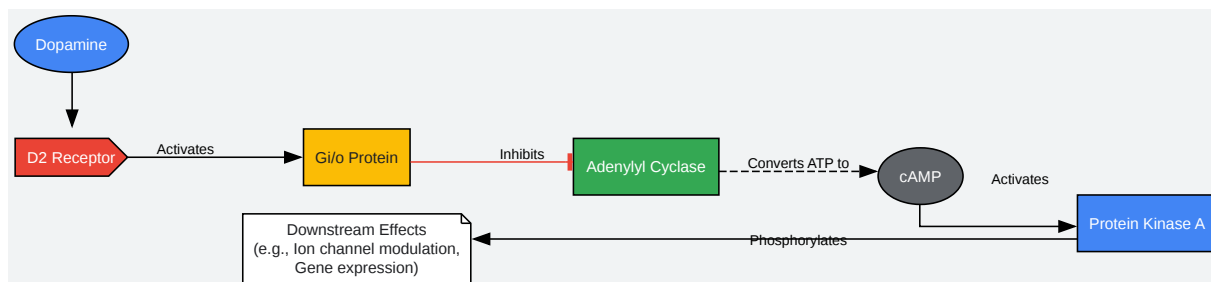 Dopamine
D2 Receptor
Activates
Gi/o Protein
Inhibits
Adenylyl Cyclase
Converts ATP to
cAMP
Activates
Protein Kinase A
Phosphorylates
Downstream Effects
(e.g., Ion channel modulation,
Gene expression)